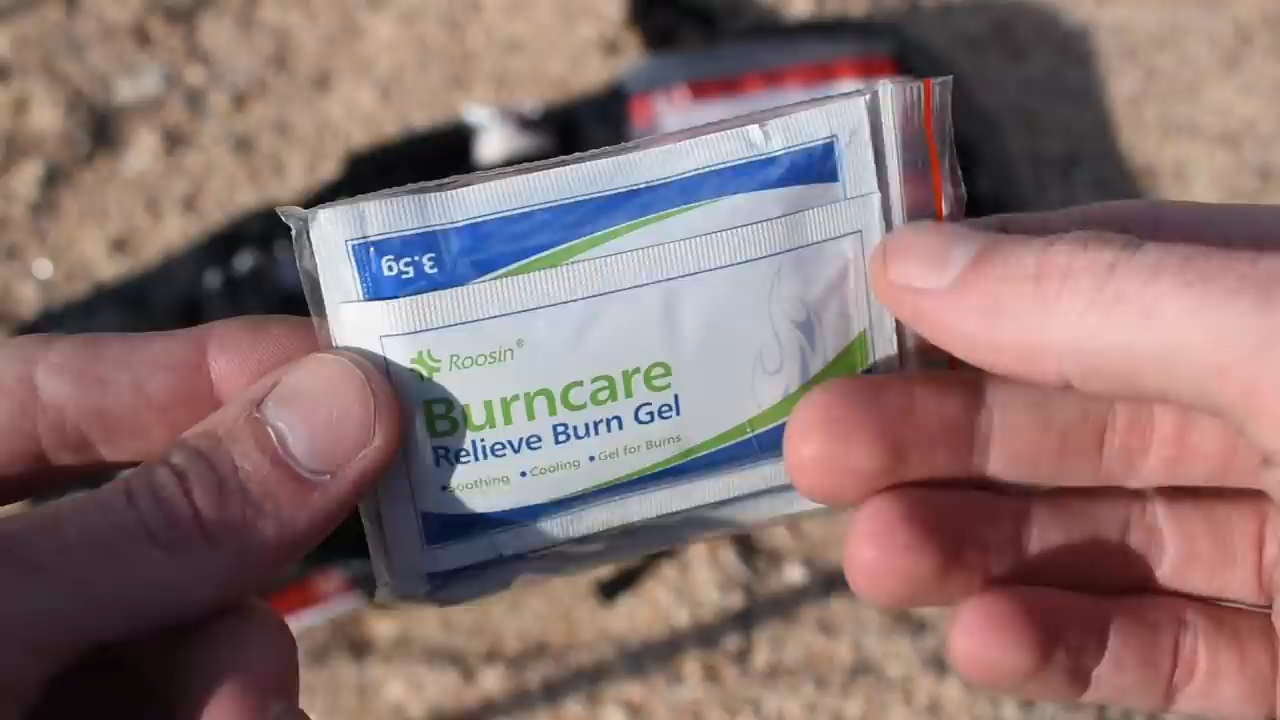 3.5g
Roosin®
Burncare
Relieve Burn Gel
•Soothing •Cooling •Gel for Burns